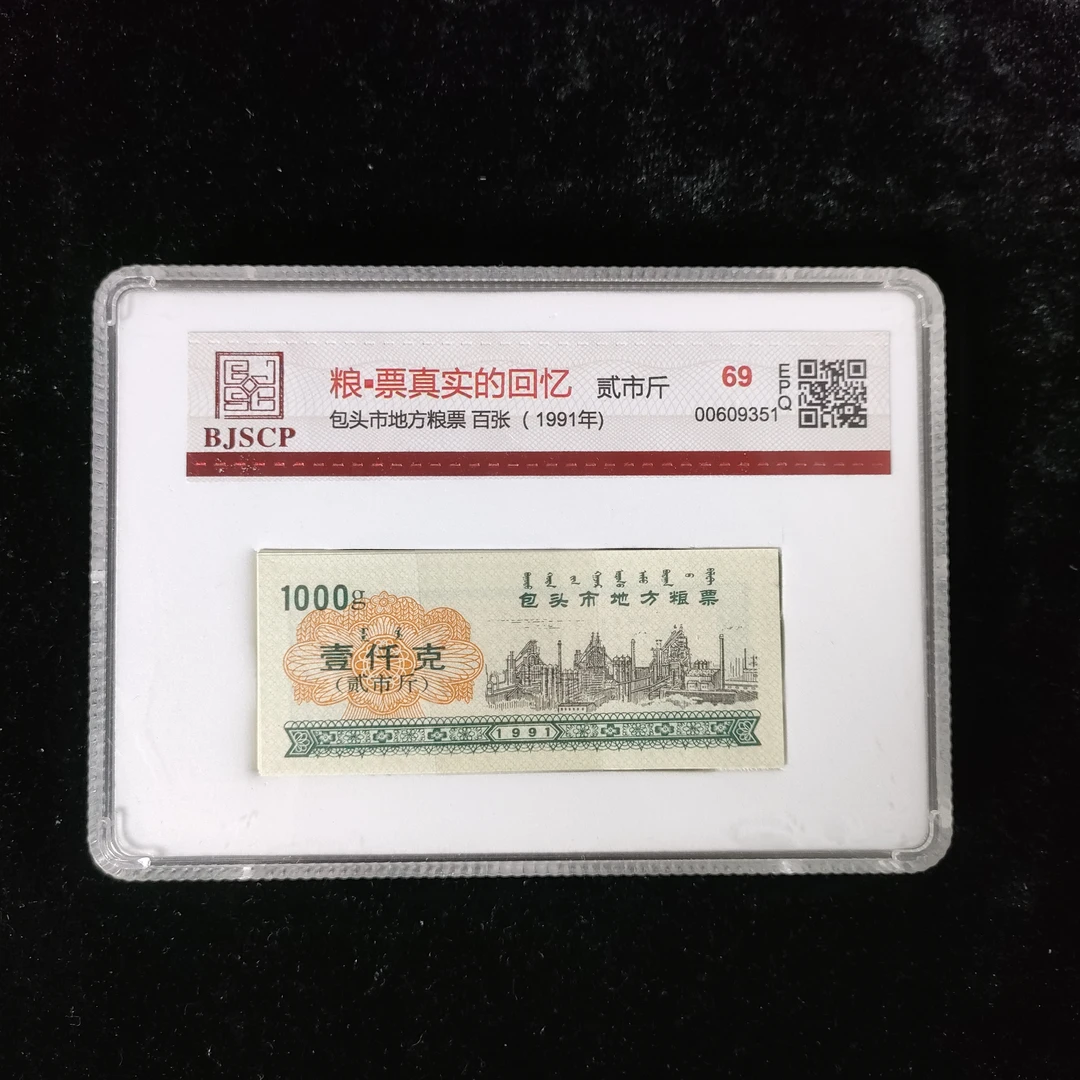 粮▪票真实的回忆 贰市斤
包头市地方粮票 百张 （1991年)
69
EPQ
00609351
BJSCP
1000g
包头市地方粮票
壹仟克
(贰市斤)
1991